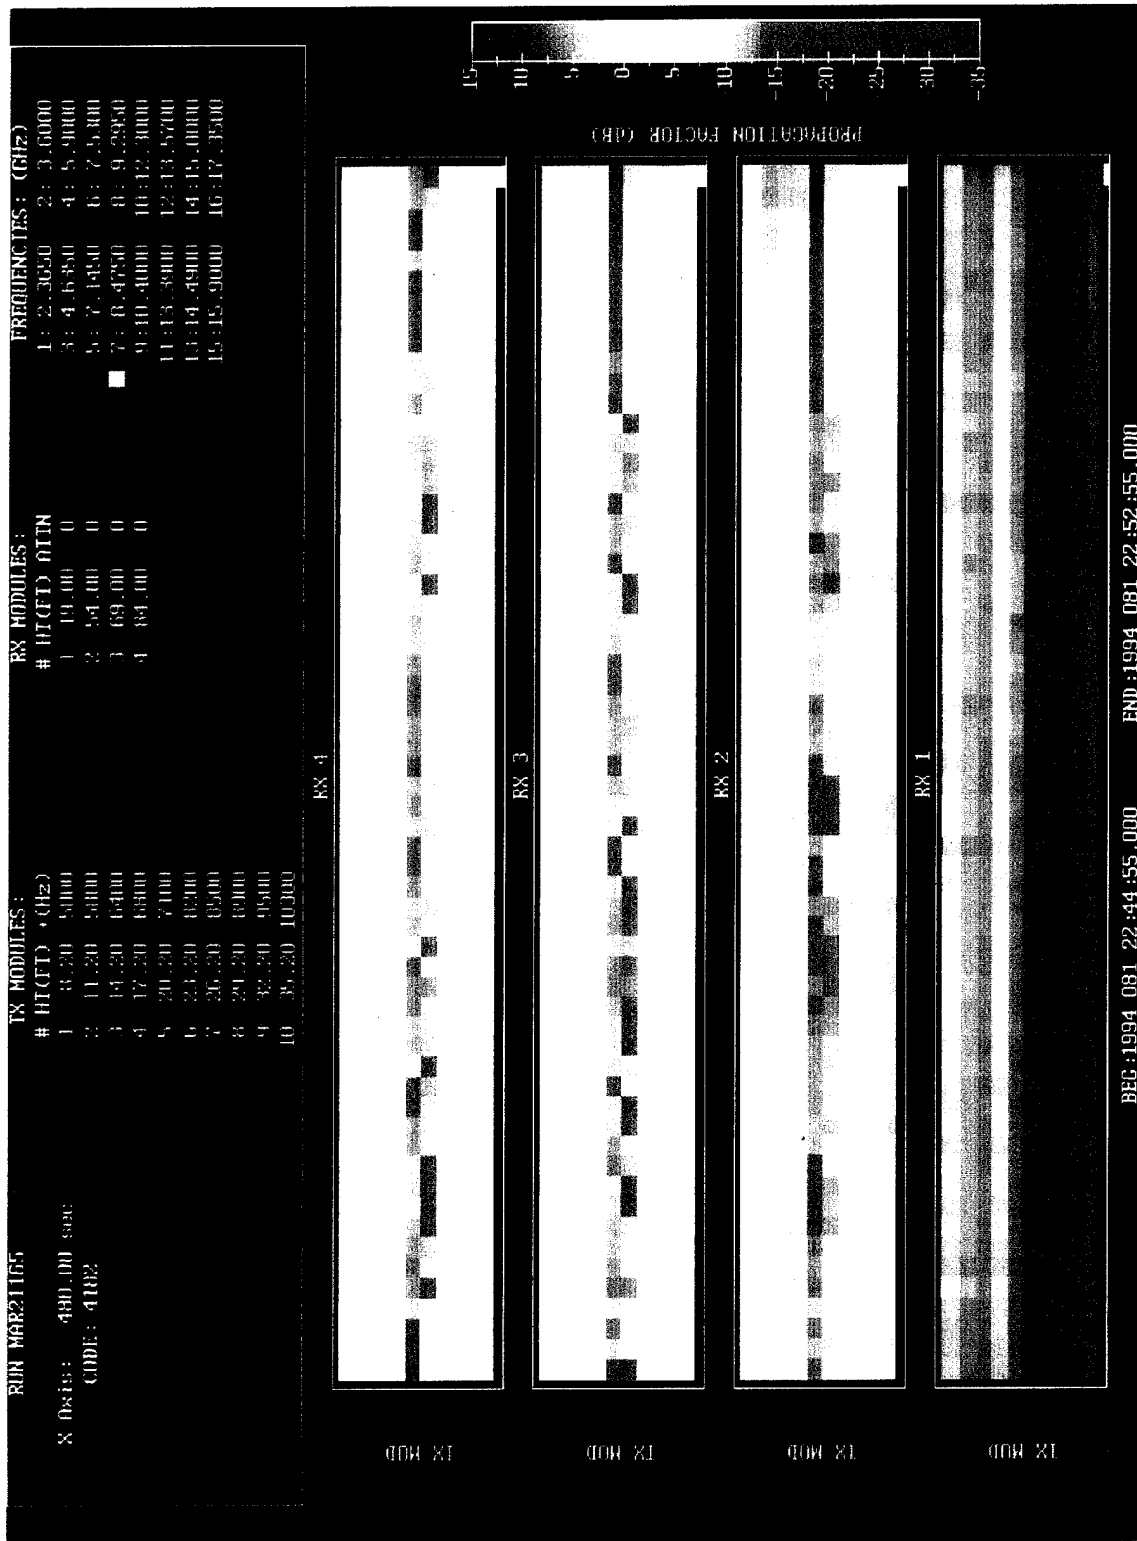 RUN MAR21165
X Axis: 480.00 sec
CODE: 4182
TX MODULES:
# HT(FT) +(Hz)
1 8.20 5000
2 11.20 5800
3 14.20 6400
4 17.20 6800
5 20.20 7100
6 23.20 8200
7 26.20 8500
8 29.20 8900
9 32.20 9500
10 35.20 10300
RX MODULES:
# HT(FT) ATTN
1 19.00 0
2 54.00 0
3 69.00 0
4 84.00 0
FREQUENCIES: (GHz)
1: 2.3650 2: 3.6000
3: 4.6350 4: 5.9000
5: 7.1450 6: 7.5300
7: 8.4750 8: 9.2950
9:10.4000 10:12.3000
11:13.3900 12:13.5700
13:14.4900 14:15.0000
15:15.9000 16:17.3500
RX 4
TX MOD
RX 3
TX MOD
RX 2
TX MOD
RX 1
TX MOD
BEG:1994 081 22:44:55.000 END:1994 081 22:52:55.000
PROPAGATION FACTOR (dB)
15 10 5 0 5 10 -15 -20 -25 -30 -35